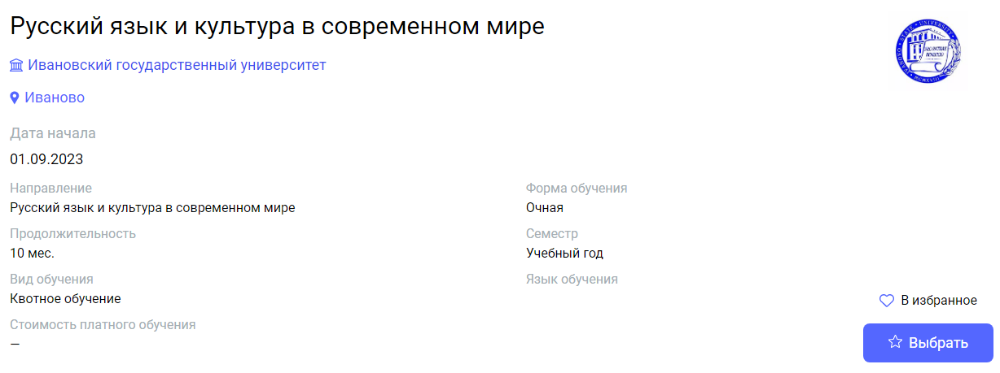 Русский язык и культура в современном мире
Ивановский государственный университет
Иваново
Дата начала
01.09.2023
Направление
Русский язык и культура в современном мире
Форма обучения
Очная
Продолжительность
10 мес.
Семестр
Учебный год
Вид обучения
Квотное обучение
Язык обучения
Стоимость платного обучения
—
В избранное
Выбрать